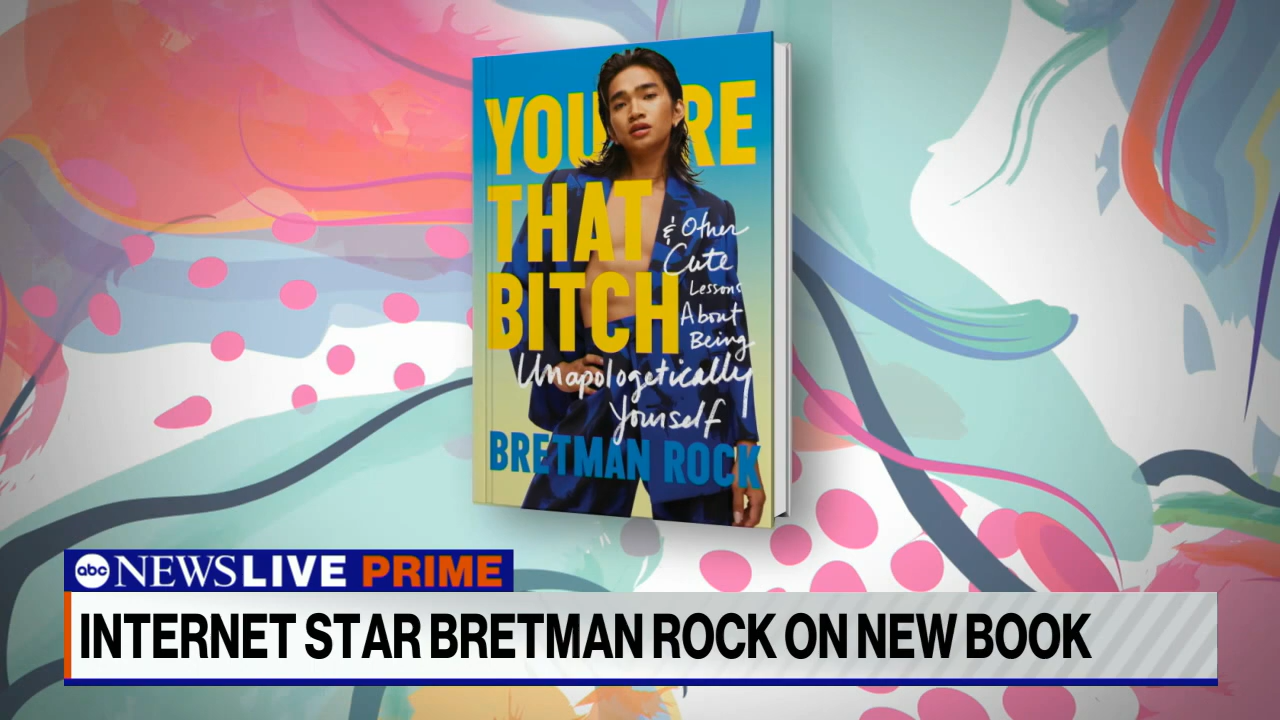 YOU'RE
THAT
BITCH
& Other
Cute
Lessons
About
Being
Unapologetically
Yourself
BRETMAN ROCK
abc NEWS LIVE PRIME
INTERNET STAR BRETMAN ROCK ON NEW BOOK